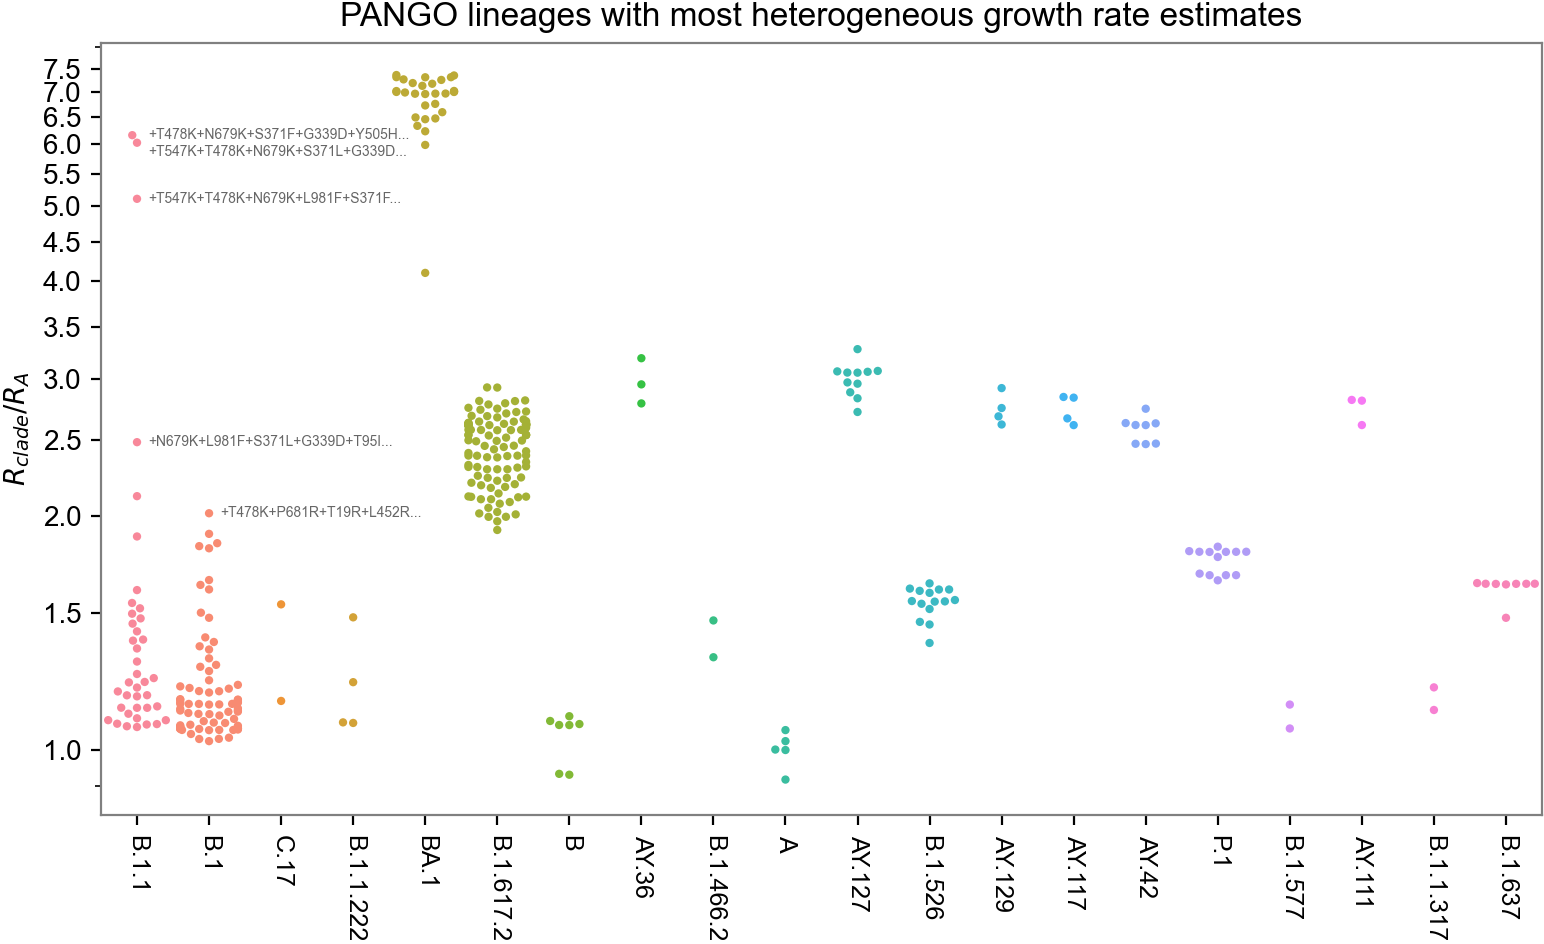 PANGO lineages with most heterogeneous growth rate estimates
7.5
7.0
6.5
6.0
5.5
5.0
4.5
4.0
3.5
3.0
2.5
2.0
1.5
1.0
R_clade/R_A
+T478K+N679K+S371F+G339D+Y505H...
+T547K+T478K+N679K+S371L+G339D...
+T547K+T478K+N679K+L981F+S371F...
+N679K+L981F+S371L+G339D+T95I...
+T478K+P681R+T19R+L452R...
B.1.1
B.1
C.17
B.1.1.222
BA.1
B.1.617.2
B
AY.36
B.1.466.2
A
AY.127
B.1.526
AY.129
AY.117
AY.42
P.1
B.1.577
AY.111
B.1.1.317
B.1.637